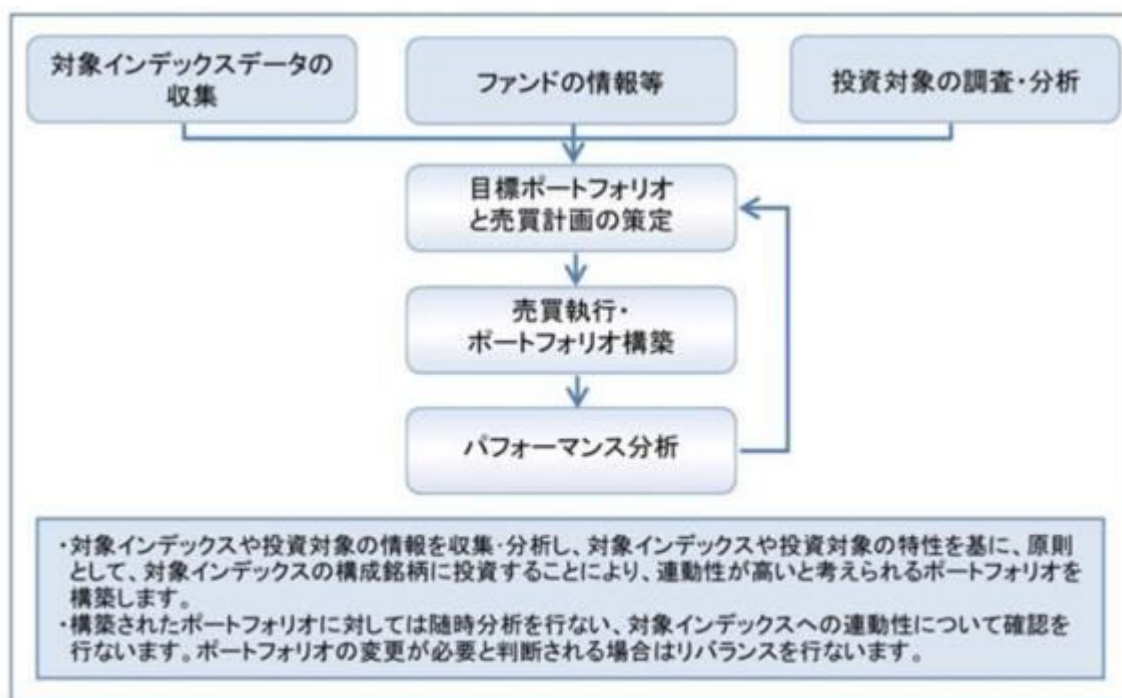 対象インデックスデータの
収集
ファンドの情報等
投資対象の調査・分析
目標ポートフォリオ
と売買計画の策定
売買執行・
ポートフォリオ構築
パフォーマンス分析
・対象インデックスや投資対象の情報を収集・分析し、対象インデックスや投資対象の特性を基に、原則
として、対象インデックスの構成銘柄に投資することにより、連動性が高いと考えられるポートフォリオを
構築します。
・構築されたポートフォリオに対しては随時分析を行ない、対象インデックスへの連動性について確認を
行ないます。ポートフォリオの変更が必要と判断される場合はリバランスを行ないます。